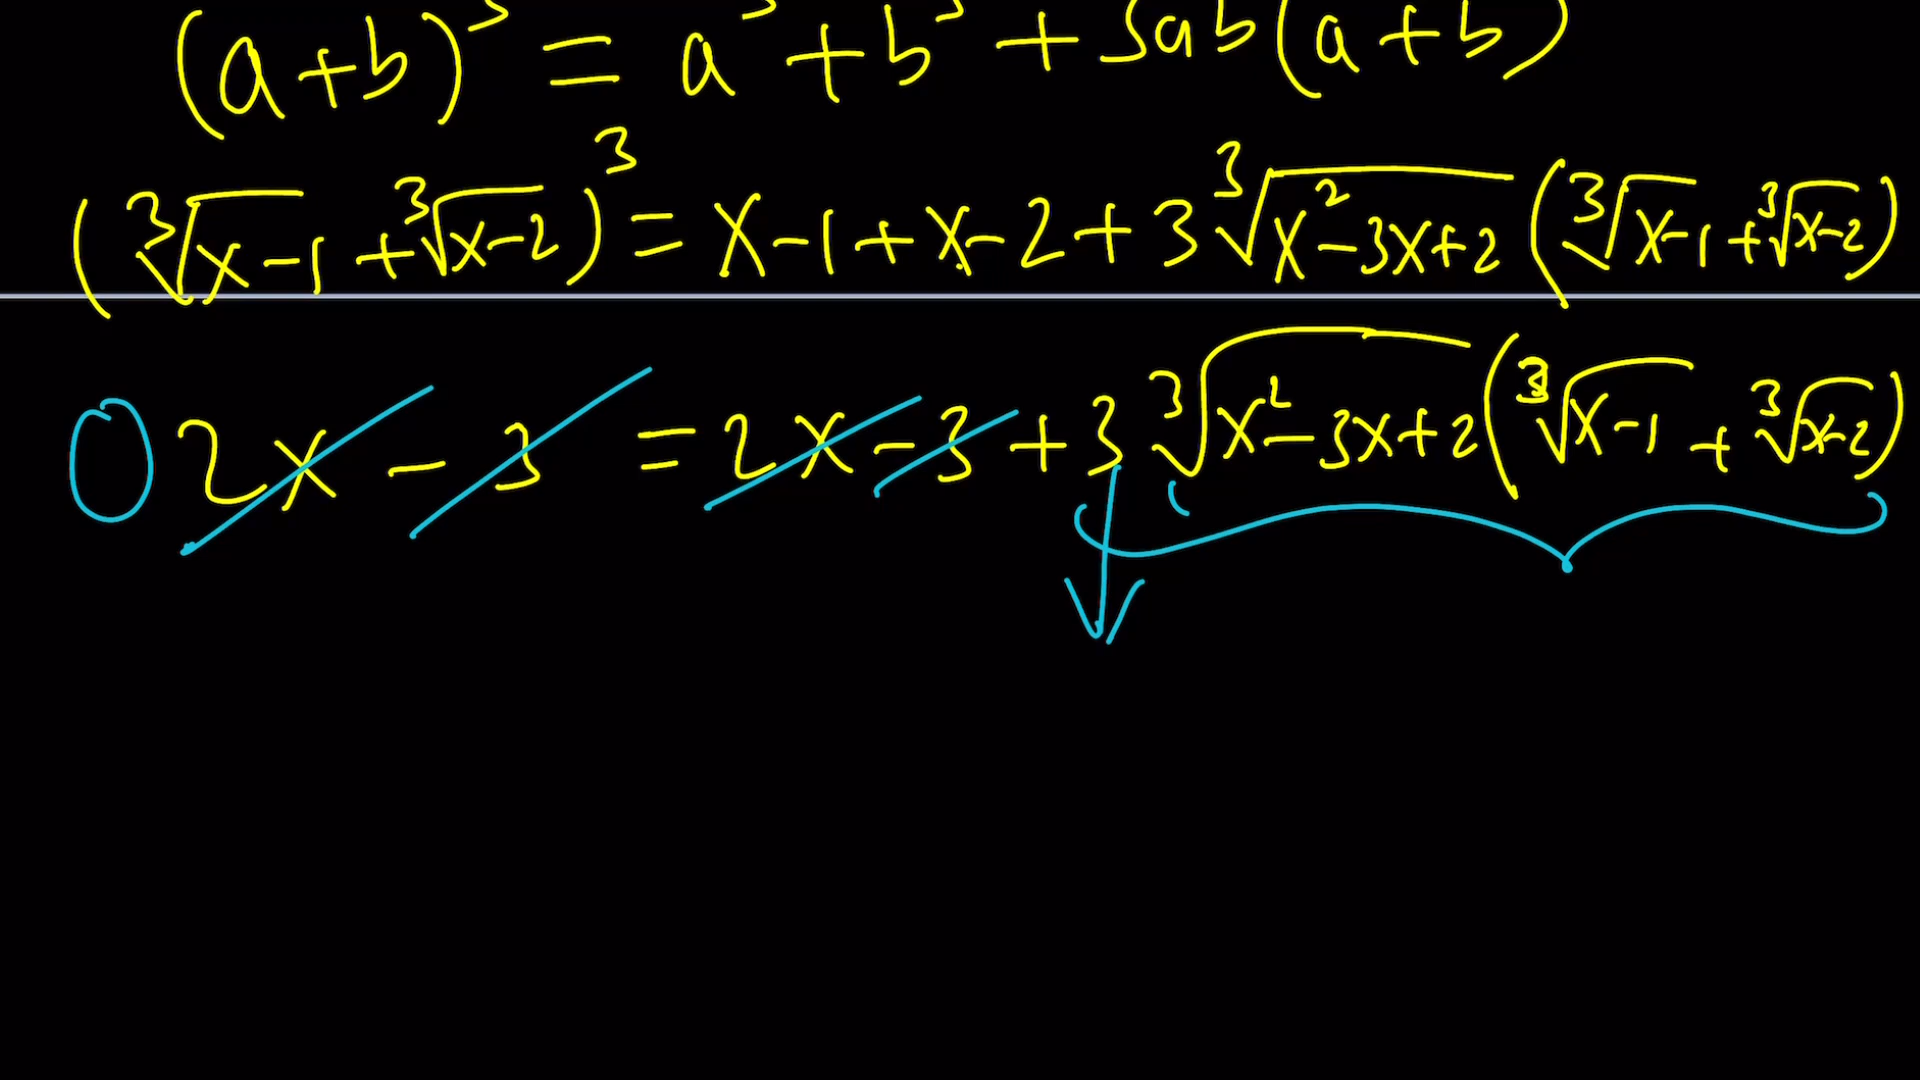 (a+b)³ = a³ + b³ + 3ab(a+b)
(∛(x-1) + ∛(x-2))³ = x-1+x-2+3∛(x²-3x+2) (∛(x-1) + ∛(x-2))
0 2x - 3 = 2x - 3 + 3 ∛(x²-3x+2) (∛(x-1) + ∛(x-2))